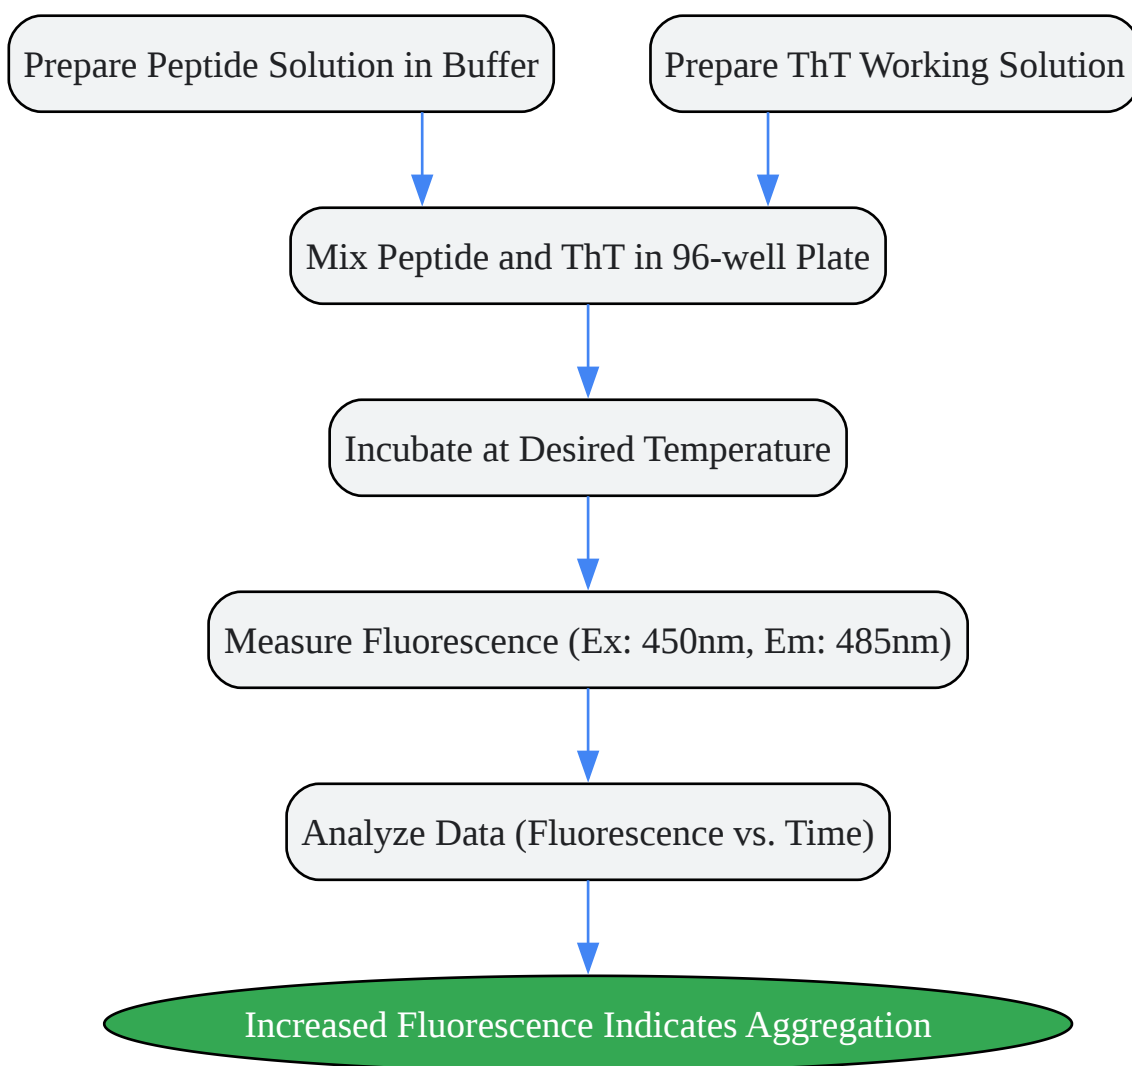 Prepare Peptide Solution in Buffer
Prepare ThT Working Solution
Mix Peptide and ThT in 96-well Plate
Incubate at Desired Temperature
Measure Fluorescence (Ex: 450nm, Em: 485nm)
Analyze Data (Fluorescence vs. Time)
Increased Fluorescence Indicates Aggregation